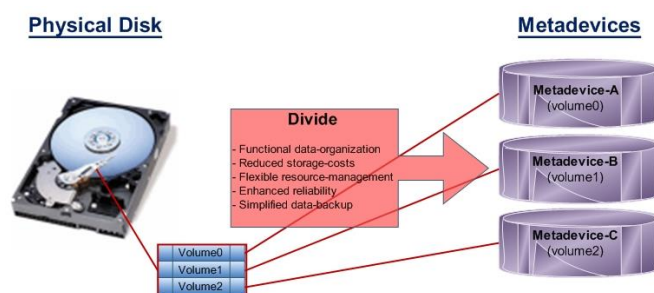 Physical Disk
Metadevices
Divide
- Functional data-organization
- Reduced storage-costs
- Flexible resource-management
- Enhanced reliability
- Simplified data-backup
Metadevice-A
(volume0)
Metadevice-B
(volume1)
Metadevice-C
(volume2)
Volume0
Volume1
Volume2